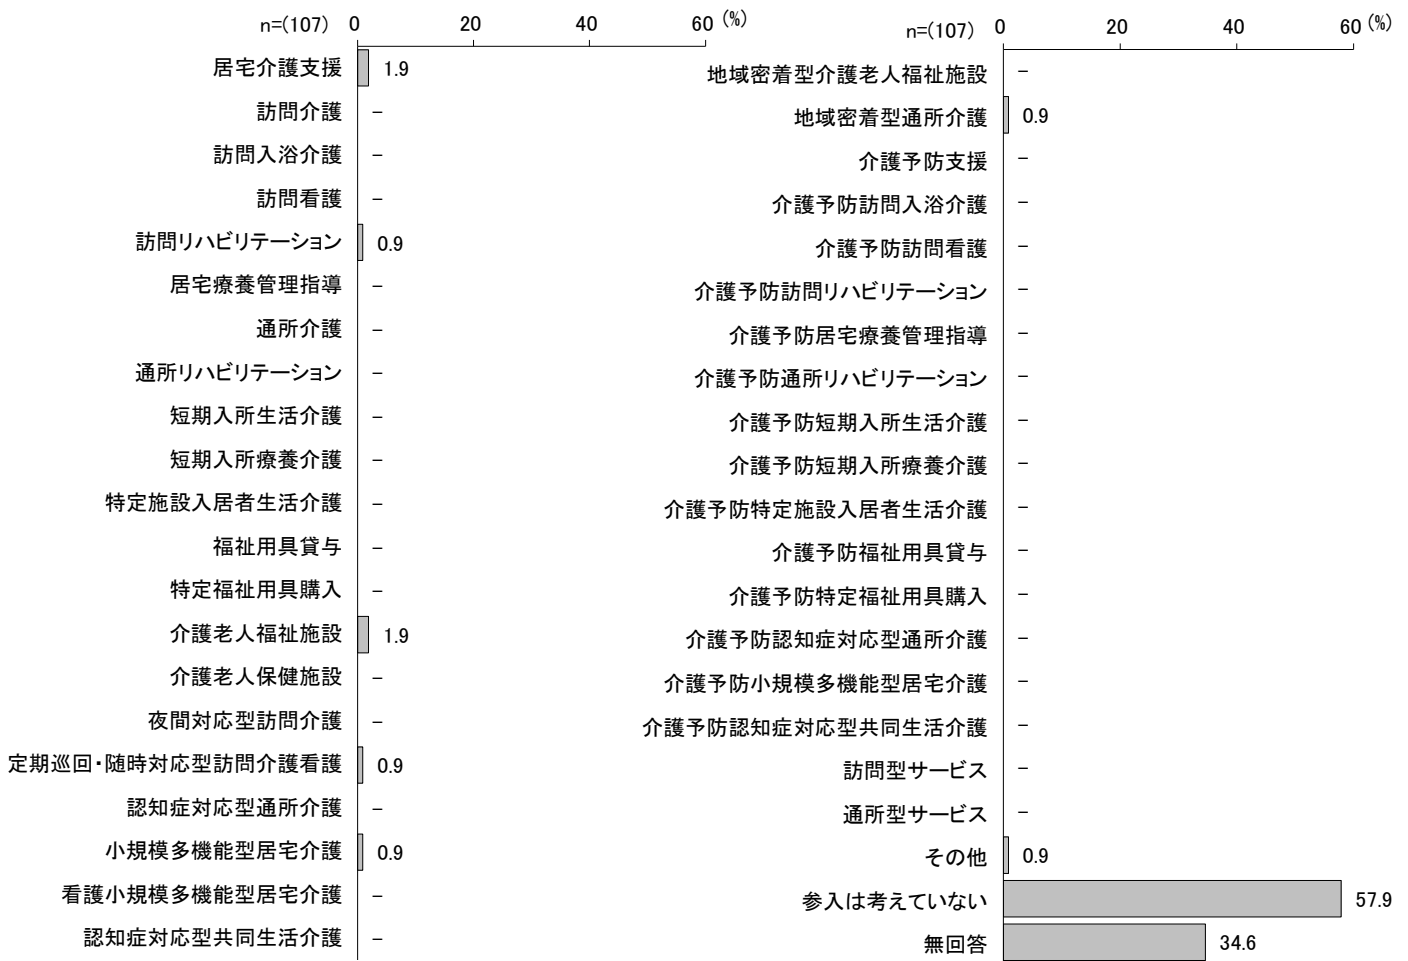 n=(107) 0 20 40 60 (%)
居宅介護支援 1.9
訪問介護 –
訪問入浴介護 –
訪問看護 –
訪問リハビリテーション 0.9
居宅療養管理指導 –
通所介護 –
通所リハビリテーション –
短期入所生活介護 –
短期入所療養介護 –
特定施設入居者生活介護 –
福祉用具貸与 –
特定福祉用具購入 –
介護老人福祉施設 1.9
介護老人保健施設 –
夜間対応型訪問介護 –
定期巡回・随時対応型訪問介護看護 0.9
認知症対応型通所介護 –
小規模多機能型居宅介護 0.9
看護小規模多機能型居宅介護 –
認知症対応型共同生活介護 –
n=(107) 0 20 40 60 (%)
地域密着型介護老人福祉施設 –
地域密着型通所介護 0.9
介護予防支援 –
介護予防訪問入浴介護 –
介護予防訪問看護 –
介護予防訪問リハビリテーション –
介護予防居宅療養管理指導 –
介護予防通所リハビリテーション –
介護予防短期入所生活介護 –
介護予防短期入所療養介護 –
介護予防特定施設入居者生活介護 –
介護予防福祉用具貸与 –
介護予防特定福祉用具購入 –
介護予防認知症対応型通所介護 –
介護予防小規模多機能型居宅介護 –
介護予防認知症対応型共同生活介護 –
訪問型サービス –
通所型サービス –
その他 0.9
参入は考えていない 57.9
無回答 34.6